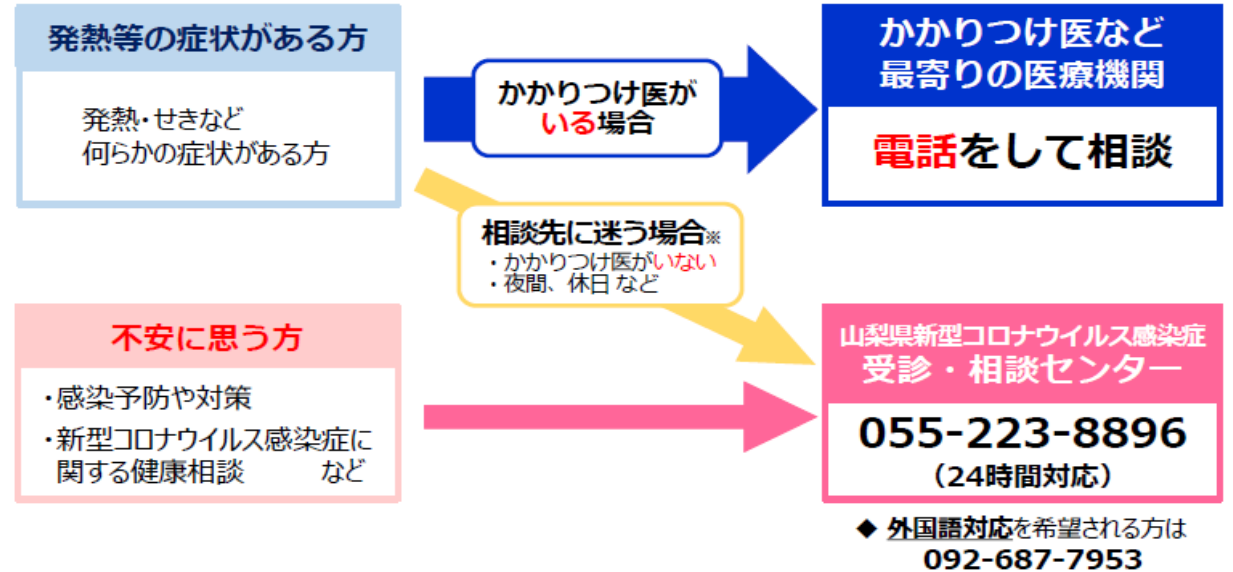 発熱等の症状がある方
発熱・せきなど
何らかの症状がある方
かかりつけ医が
いる場合
かかりつけ医など
最寄りの医療機関
電話をして相談
相談先に迷う場合※
・かかりつけ医がいない
・夜間、休日 など
不安に思う方
・感染予防や対策
・新型コロナウイルス感染症に
関する健康相談 など
山梨県新型コロナウイルス感染症
受診・相談センター
055-223-8896
（24時間対応）
◆ 外国語対応を希望される方は
092-687-7953